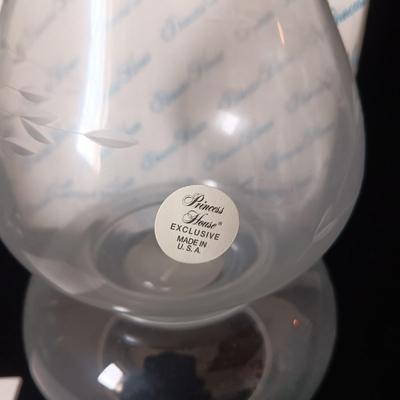 Princess
House®
EXCLUSIVE
MADE IN
U. S. A.